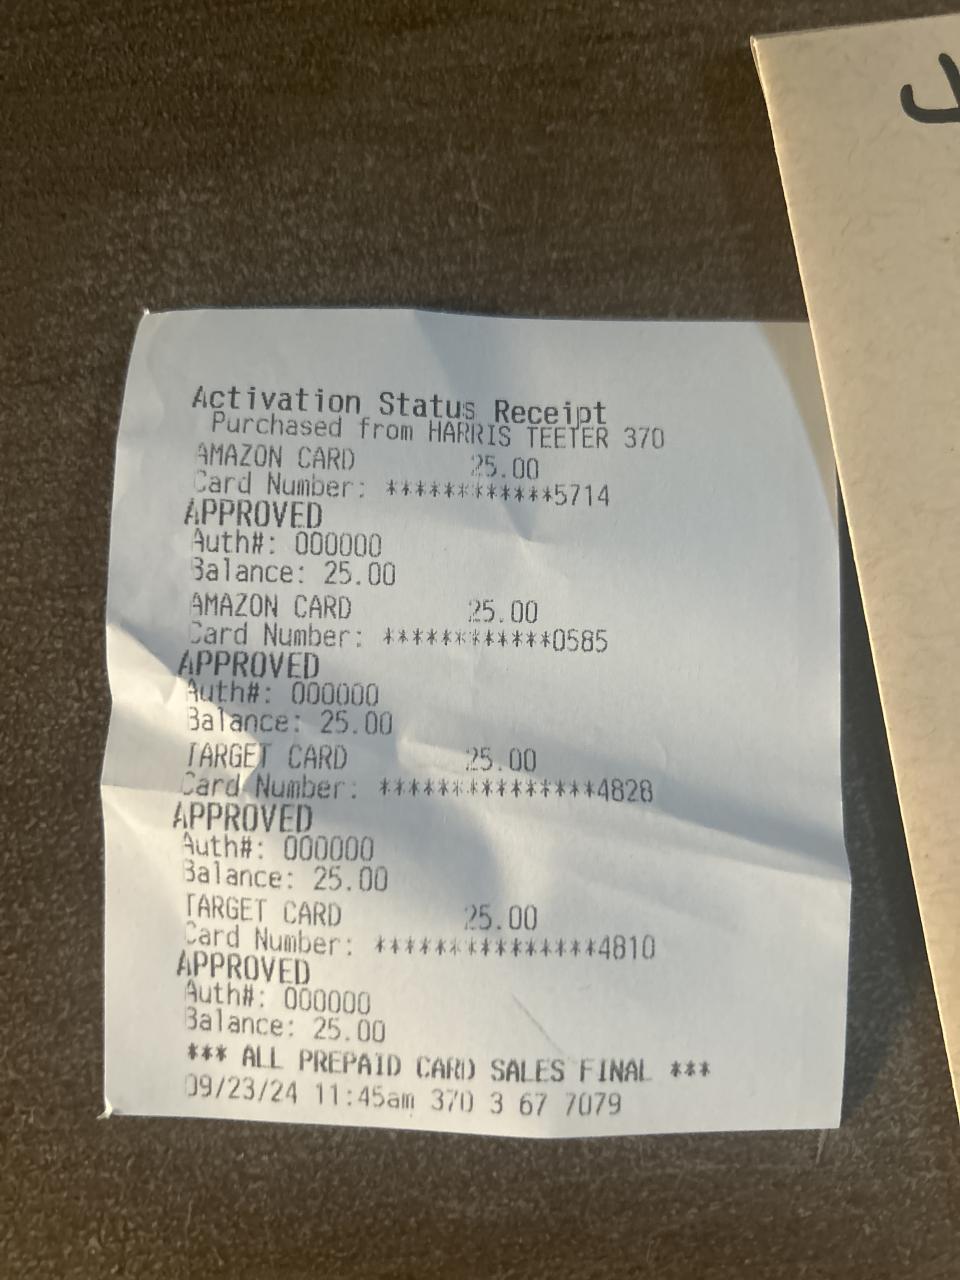 Activation Status Receipt
Purchased from HARRIS TEETER 370
AMAZON CARD 25.00
Card Number: ************5714
APPROVED
Auth#: 000000
Balance: 25.00
AMAZON CARD 25.00
Card Number: ************0585
APPROVED
Auth#: 000000
Balance: 25.00
TARGET CARD 25.00
Card Number: ***************4828
APPROVED
Auth#: 000000
Balance: 25.00
TARGET CARD 25.00
Card Number: ***************4810
APPROVED
Auth#: 000000
Balance: 25.00
*** ALL PREPAID CARD SALES FINAL ***
09/23/24 11:45am 370 3 67 7079